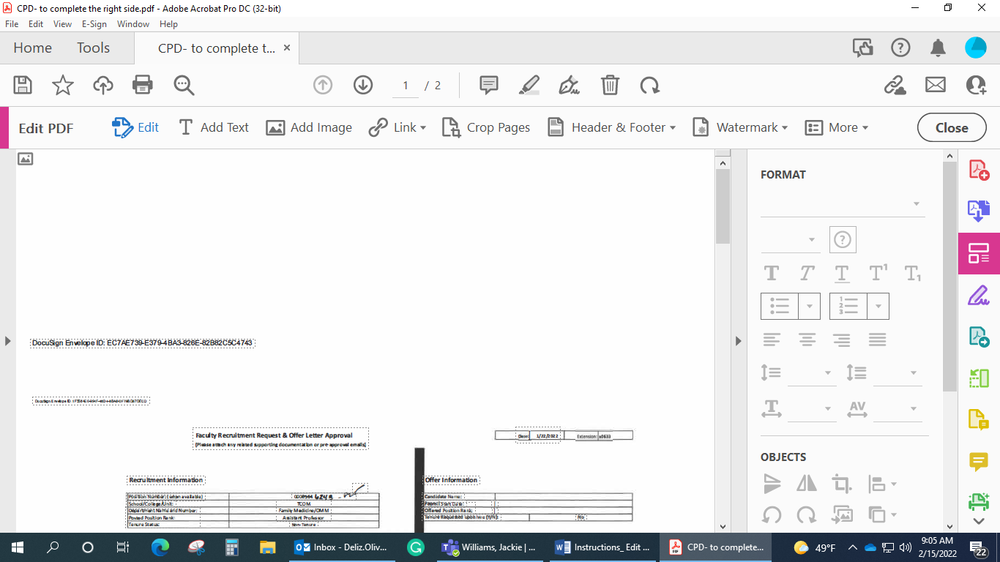 CPD- to complete the right side.pdf - Adobe Acrobat Pro DC (32-bit)
File Edit View E-Sign Window Help
Home Tools CPD- to complete t... ×
1 / 2
Edit PDF Edit Add Text Add Image Link Crop Pages Header & Footer Watermark More Close
FORMAT
DocuSign Envelope ID: EC7AE739-E379-4BA3-826E-82B82C5C4743
DocuSign Envelope ID:
Faculty Recruitment Request & Offer Letter Approval
(Please attach any related supporting documentation or pre-approval emails)
Date: 1/22/2022 Extension: x0633
OBJECTS
Recruitment Information Offer Information
Position Number: (when available) Candidate Name:
School/College/Unit: TCOM Payroll Start Date:
Department Name and Number: Family Medicine/OMM Offered Position Rank:
Posted Position Rank: Assistant Professor Tenure Requested upon hire (Y/N): No
Tenure Status: Non-Tenure
Inbox - Deliz.Oliv... Williams, Jackie | ... Instructions_ Edit ... CPD- to complete... 49°F 9:05 AM
2/15/2022 22